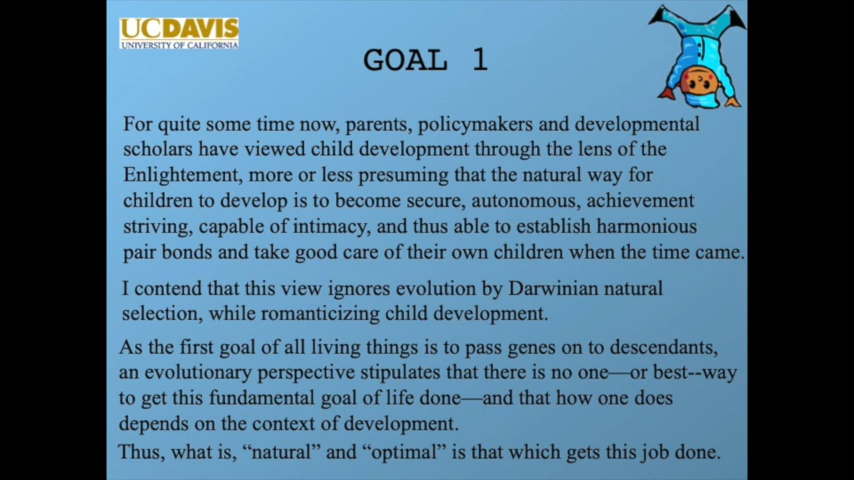 UCDAVIS
UNIVERSITY OF CALIFORNIA
GOAL 1
For quite some time now, parents, policymakers and developmental
scholars have viewed child development through the lens of the
Enlightement, more or less presuming that the natural way for
children to develop is to become secure, autonomous, achievement
striving, capable of intimacy, and thus able to establish harmonious
pair bonds and take good care of their own children when the time came.
I contend that this view ignores evolution by Darwinian natural
selection, while romanticizing child development.
As the first goal of all living things is to pass genes on to descendants,
an evolutionary perspective stipulates that there is no one—or best--way
to get this fundamental goal of life done—and that how one does
depends on the context of development.
Thus, what is, “natural” and “optimal” is that which gets this job done.